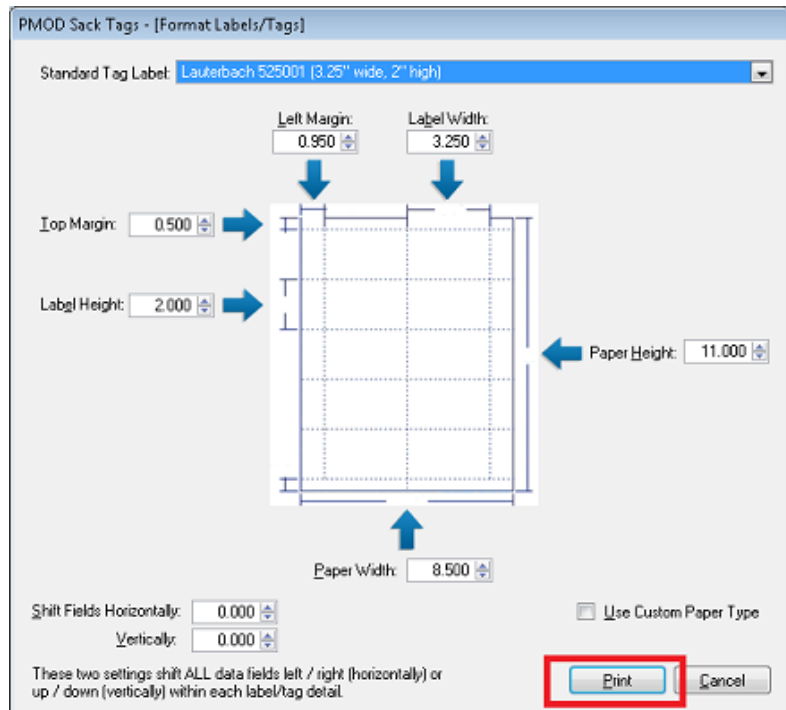 PMOD Sack Tags - [Format Labels/Tags]
Standard Tag Label: Lauterbach 525001 (3.25" wide, 2" high)
Left Margin: Label Width:
0.950 3.250
Top Margin: 0.500
Label Height: 2.000
Paper Height: 11.000
Paper Width: 8.500
Shift Fields Horizontally: 0.000
Use Custom Paper Type
Vertically: 0.000
These two settings shift ALL data fields left / right (horizontally) or
up / down (vertically) within each label/tag detail.
Print Cancel